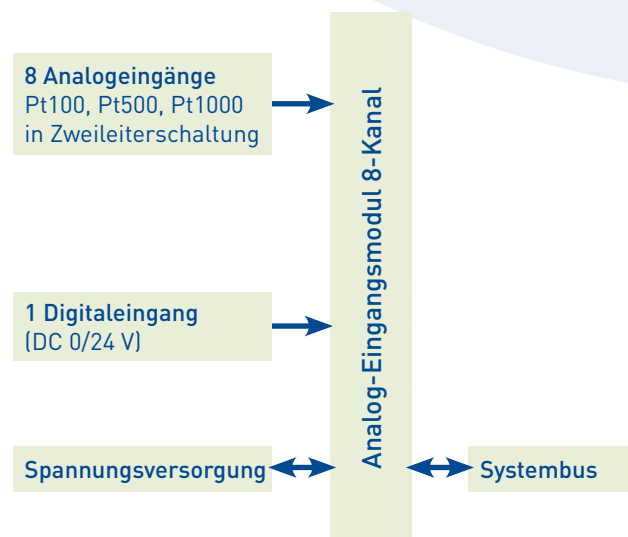 8 Analogeingänge
Pt100, Pt500, Pt1000
in Zweileiterschaltung
1 Digitaleingang
(DC 0/24 V)
Spannungsversorgung
Analog-Eingangsmodul 8-Kanal
Systembus